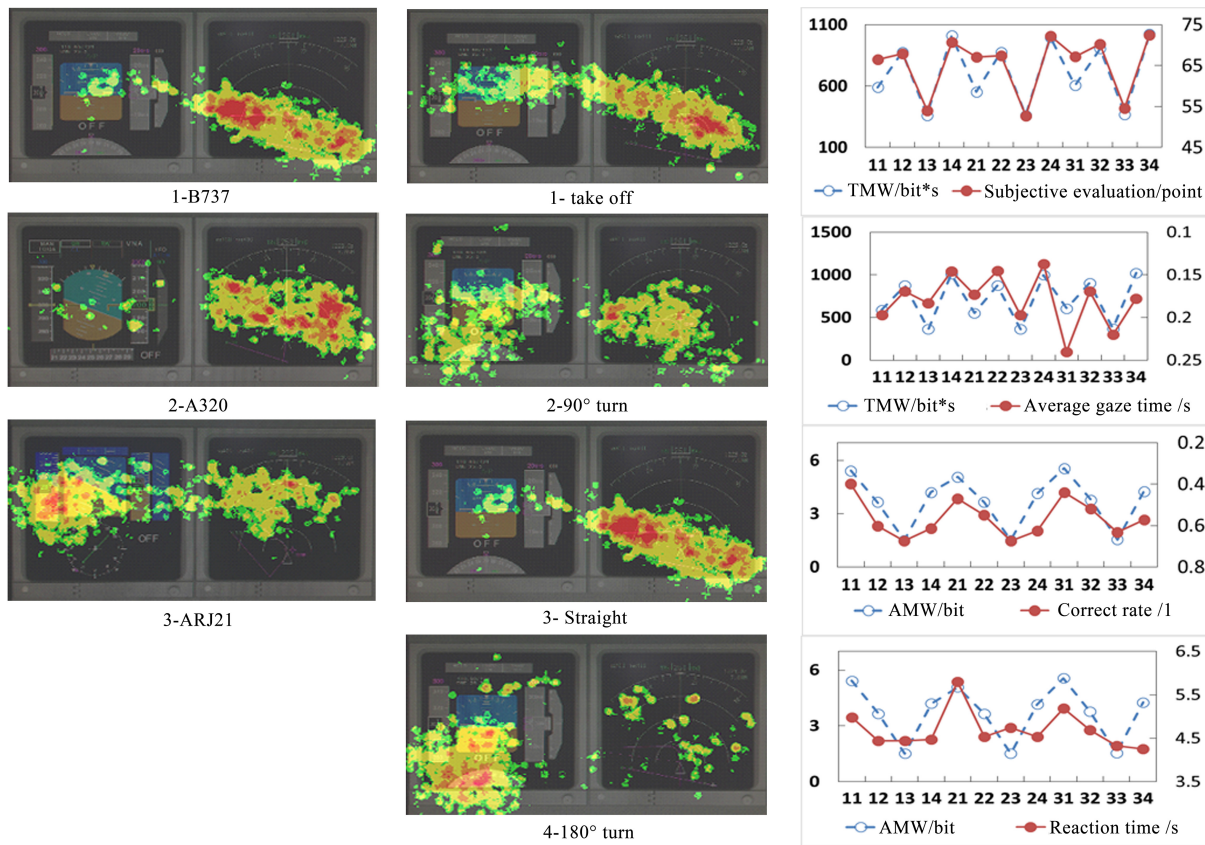 1-B737
OFF
2-A320
OFF
3-ARJ21
OFF
1- take off
OFF
2-90° turn
3- Straight
OFF
4-180° turn
1100
600
100
75
65
55
45
11 12 13 14 21 22 23 24 31 32 33 34
TMW/bit*s Subjective evaluation/point
1500
1000
500
0
0.1
0.15
0.2
0.25
11 12 13 14 21 22 23 24 31 32 33 34
TMW/bit*s Average gaze time /s
6
3
0
0.2
0.4
0.6
0.8
11 12 13 14 21 22 23 24 31 32 33 34
AMW/bit Correct rate /1
6
3
0
6.5
5.5
4.5
3.5
11 12 13 14 21 22 23 24 31 32 33 34
AMW/bit Reaction time /s